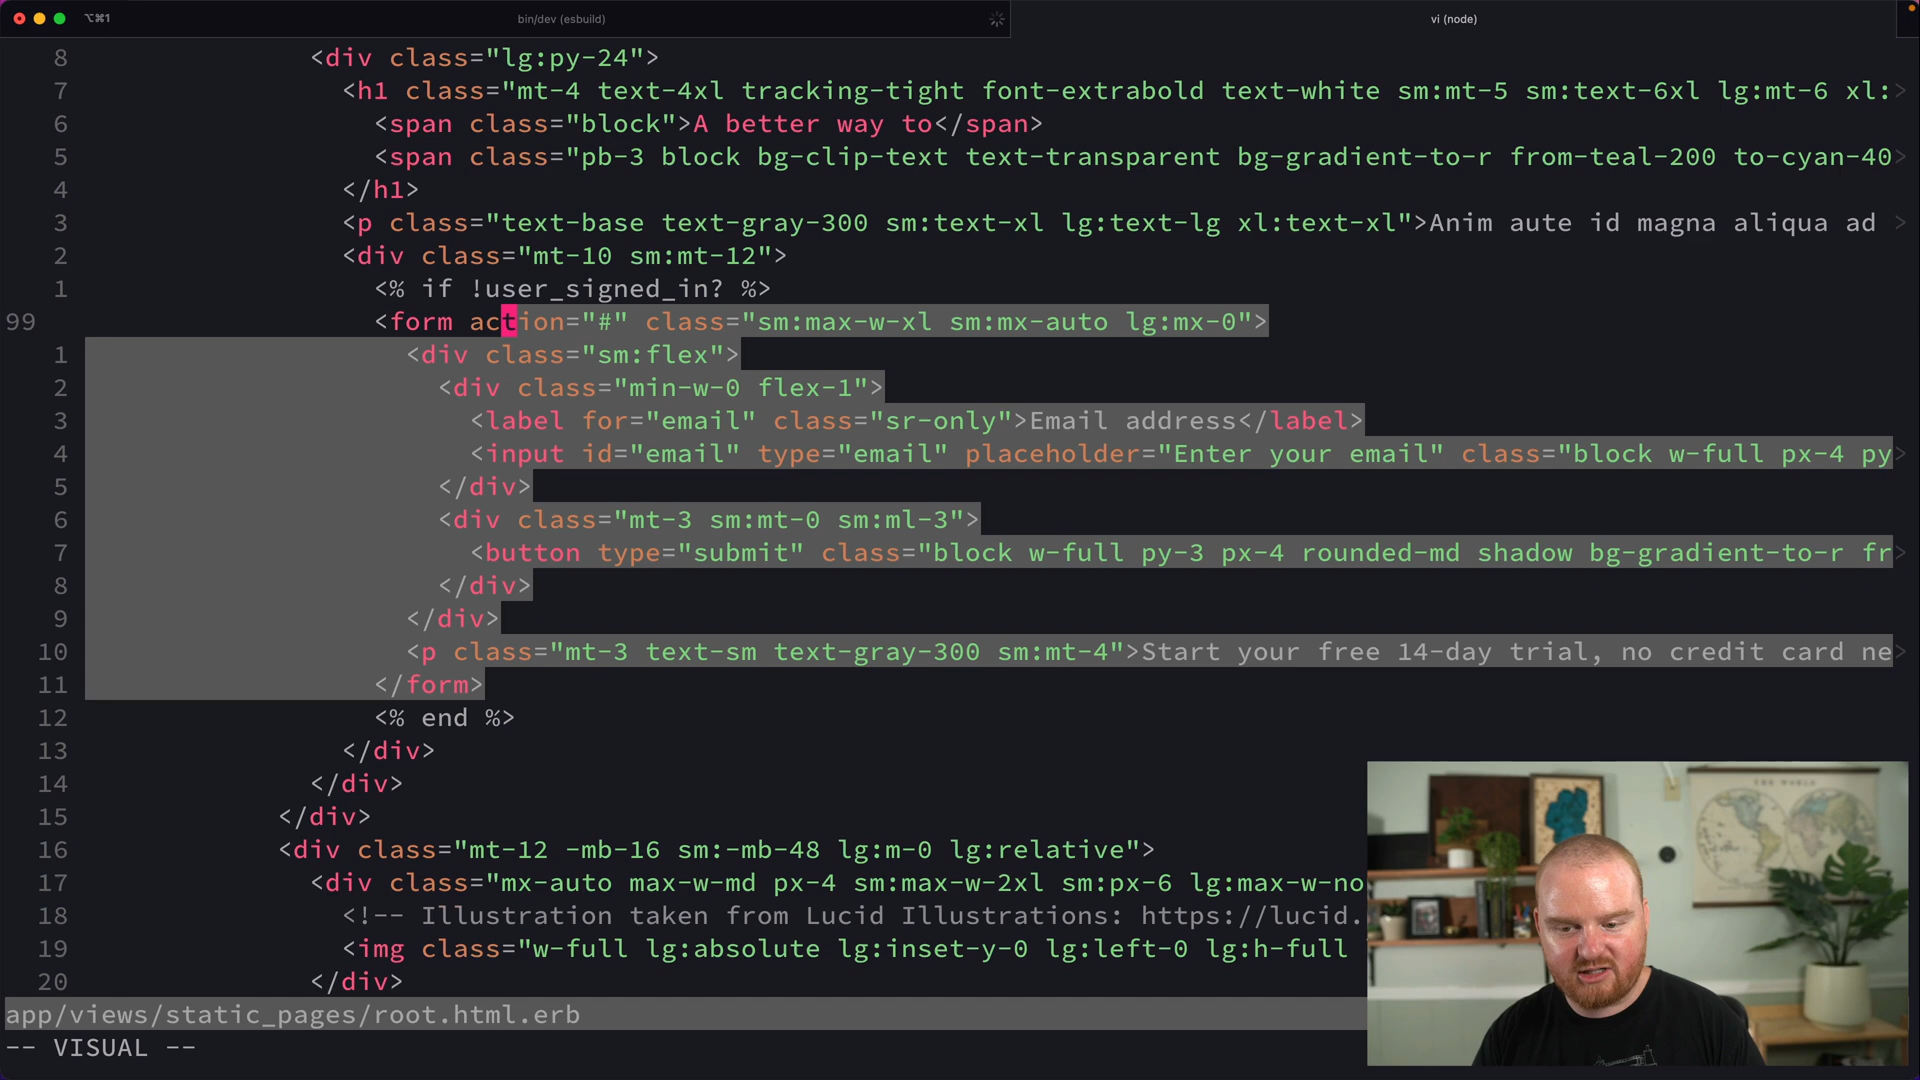 ⌥⌘1 bin/dev (esbuild) vi (node)
8 <div class="lg:py-24">
7 <h1 class="mt-4 text-4xl tracking-tight font-extrabold text-white sm:mt-5 sm:text-6xl lg:mt-6 xl:>
6 <span class="block">A better way to</span>
5 <span class="pb-3 block bg-clip-text text-transparent bg-gradient-to-r from-teal-200 to-cyan-40>
4 </h1>
3 <p class="text-base text-gray-300 sm:text-xl lg:text-lg xl:text-xl">Anim aute id magna aliqua ad >
2 <div class="mt-10 sm:mt-12">
1 <% if !user_signed_in? %>
99 <form action="#" class="sm:max-w-xl sm:mx-auto lg:mx-0">
1 <div class="sm:flex">
2 <div class="min-w-0 flex-1">
3 <label for="email" class="sr-only">Email address</label>
4 <input id="email" type="email" placeholder="Enter your email" class="block w-full px-4 py>
5 </div>
6 <div class="mt-3 sm:mt-0 sm:ml-3">
7 <button type="submit" class="block w-full py-3 px-4 rounded-md shadow bg-gradient-to-r fr>
8 </div>
9 </div>
10 <p class="mt-3 text-sm text-gray-300 sm:mt-4">Start your free 14-day trial, no credit card ne>
11 </form>
12 <% end %>
13 </div>
14 </div>
15 </div>
16 <div class="mt-12 -mb-16 sm:-mb-48 lg:m-0 lg:relative">
17 <div class="mx-auto max-w-md px-4 sm:max-w-2xl sm:px-6 lg:max-w-no
18 <!-- Illustration taken from Lucid Illustrations: https://lucid.
19 <img class="w-full lg:absolute lg:inset-y-0 lg:left-0 lg:h-full
20 </div>
app/views/static_pages/root.html.erb
-- VISUAL --
THE WORLD